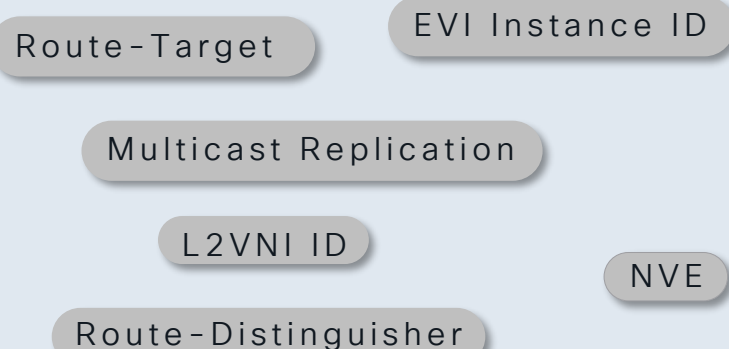 EVI Instance ID
Route-Target
Multicast Replication
L2VNI ID
NVE
Route-Distinguisher